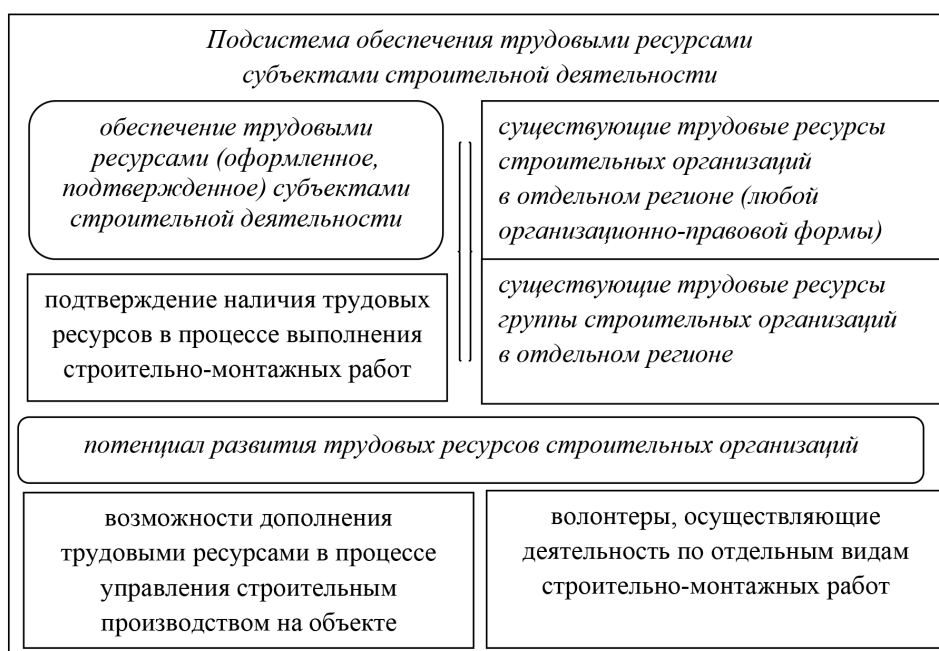 Подсистема обеспечения трудовыми ресурсами
субъектами строительной деятельности
обеспечение трудовыми
ресурсами (оформленное,
подтвержденное) субъектами
строительной деятельности
существующие трудовые ресурсы
строительных организаций
в отдельном регионе (любой
организационно-правовой формы)
подтверждение наличия трудовых
ресурсов в процессе выполнения
строительно-монтажных работ
существующие трудовые ресурсы
группы строительных организаций
в отдельном регионе
потенциал развития трудовых ресурсов строительных организаций
возможности дополнения
трудовыми ресурсами в процессе
управления строительным
производством на объекте
волонтеры, осуществляющие
деятельность по отдельным видам
строительно-монтажных работ